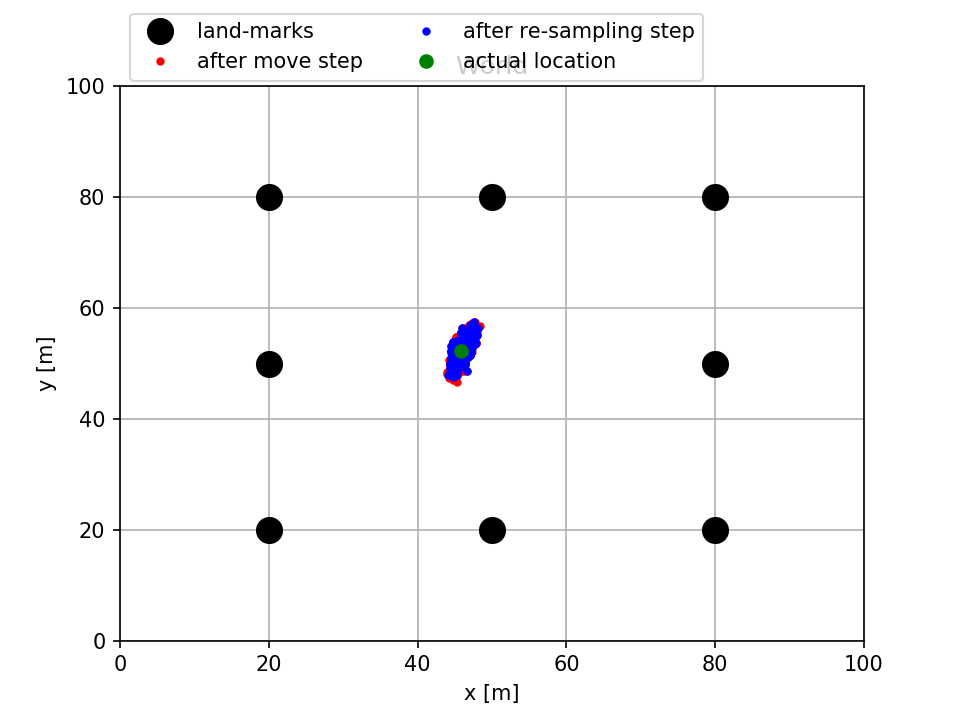 land-marks
after move step
after re-sampling step
actual location
World
100
80
60
40
20
0
y [m]
0 20 40 60 80 100
x [m]